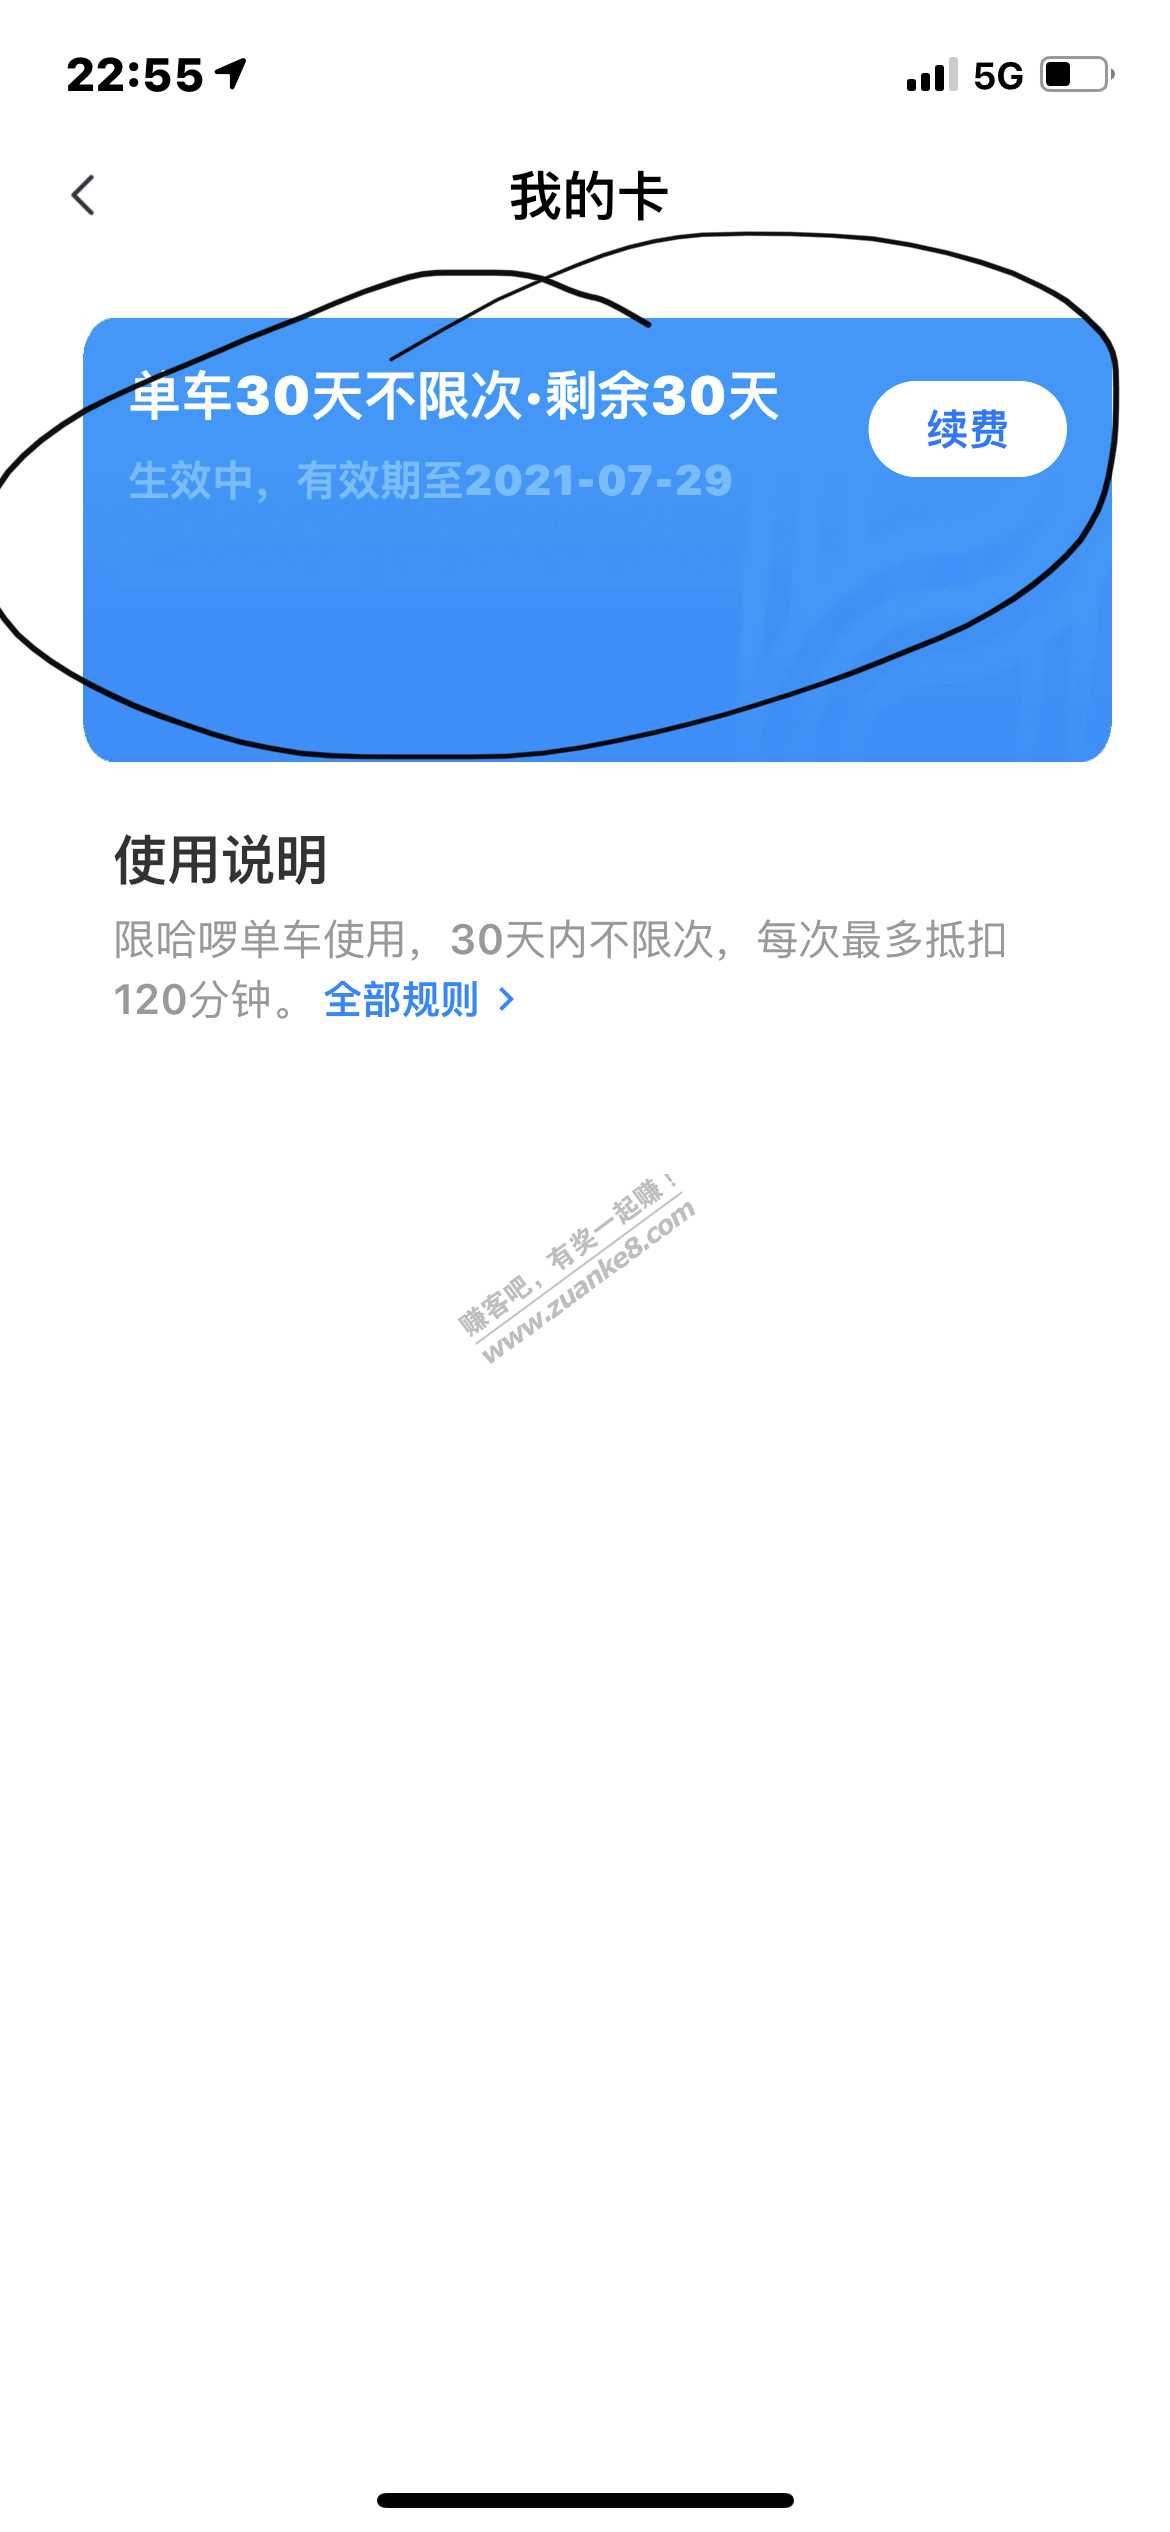 22:55
5G
我的卡
单车30天不限次·剩余30天
续费
生效中，有效期至2021-07-29
使用说明
限哈啰单车使用，30天内不限次，每次最多抵扣
120分钟。 全部规则
赚客吧，有奖一起赚！
www.zuanke8.com